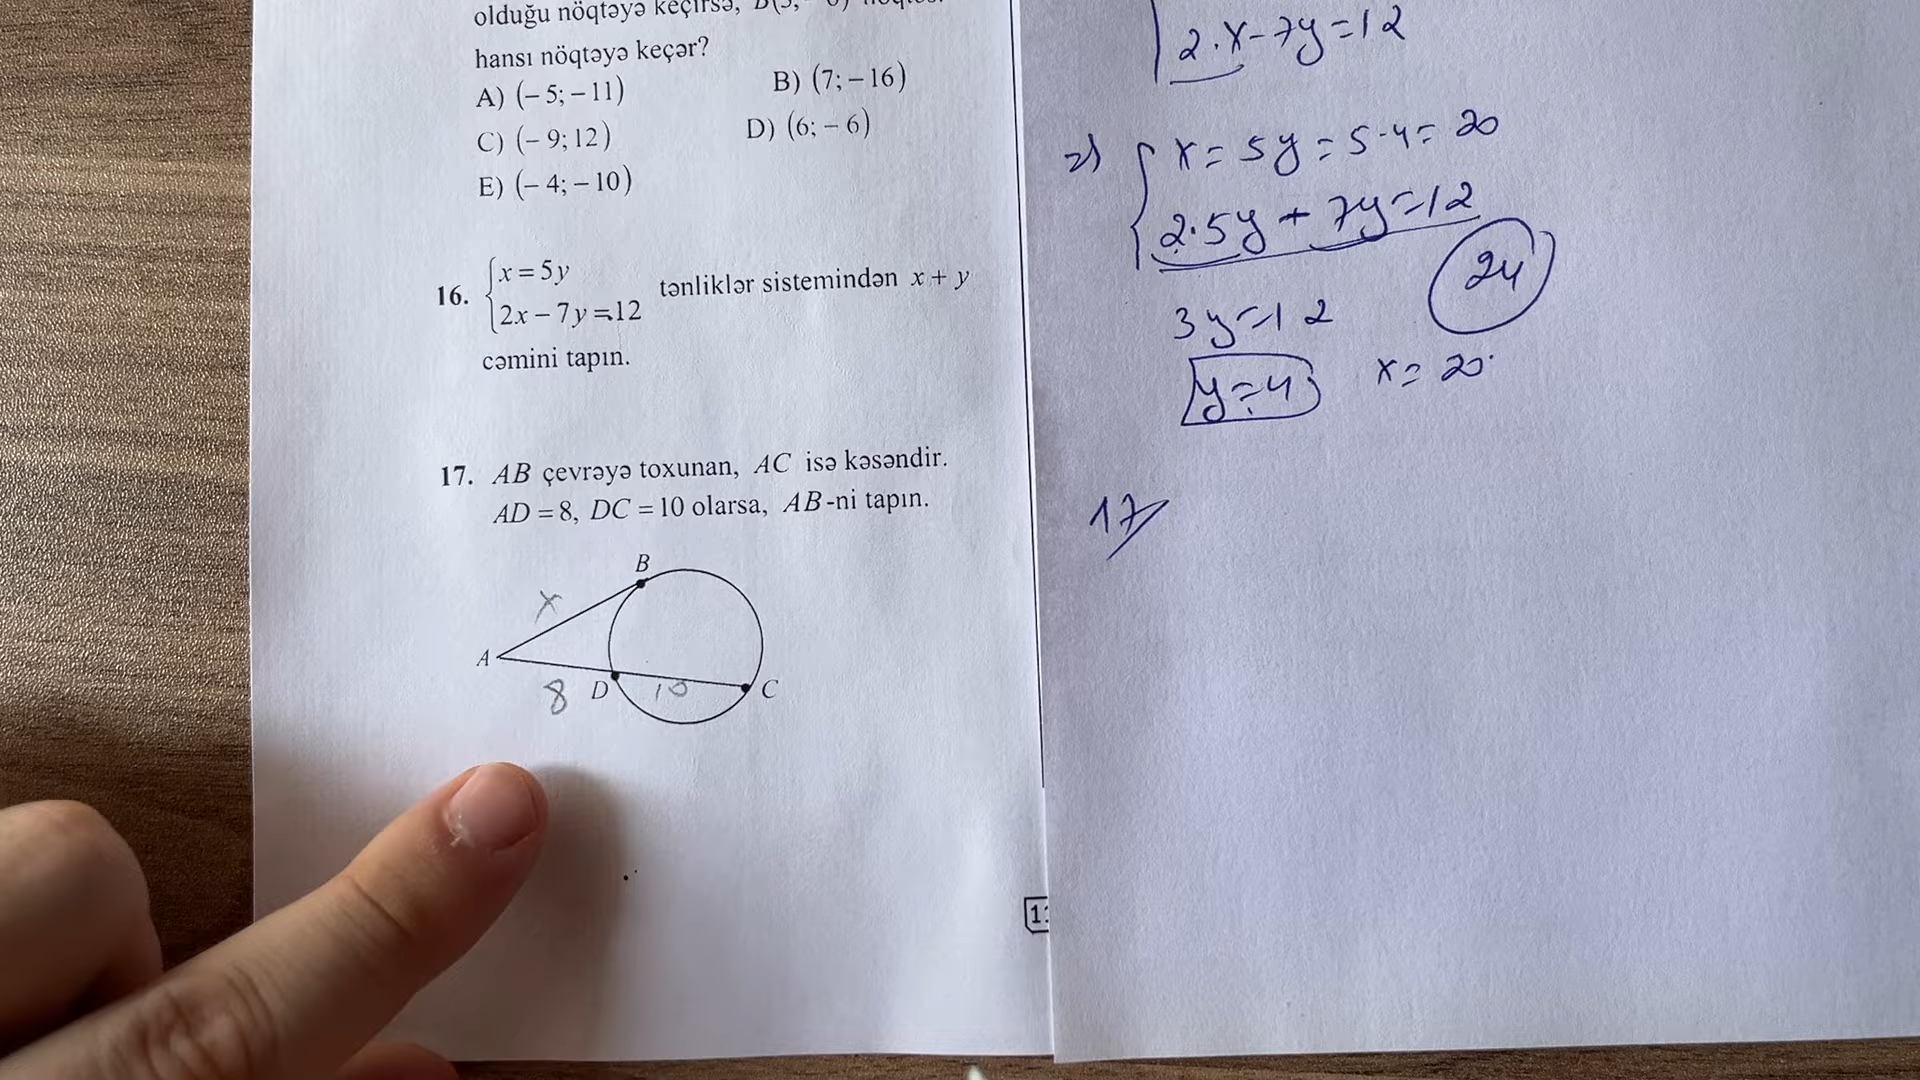 olduğu nöqtəyə keçirsə,
hansı nöqtəyə keçər?
A) (– 5; – 11)
B) (7; – 16)
C) (– 9; 12)
D) (6; – 6)
E) (– 4; – 10)
16. {x = 5y
2x – 7y = 12
tənliklər sistemindən x + y
cəmini tapın.
17. AB çevrəyə toxunan, AC isə kəsəndir.
AD = 8, DC = 10 olarsa, AB-ni tapın.
B
x
A
8
D
10
C
2·x-7y=12
2) {x = 5y = 5·4 = 20
2·5y + 7y = 12
24
3y=12
y=4
x = 20
17